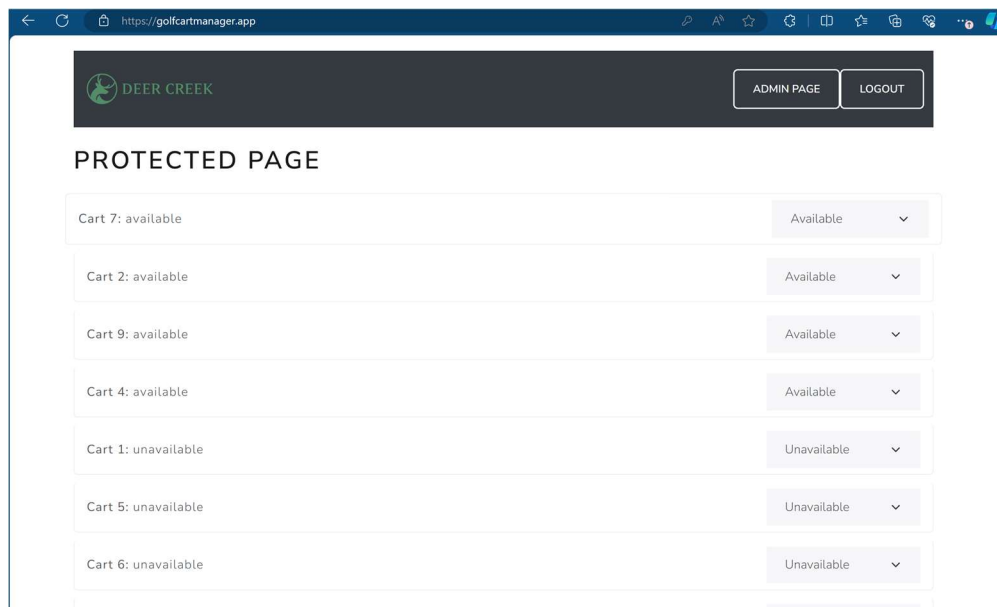 https://golfcartmanager.app
DEER CREEK
ADMIN PAGE
LOGOUT
PROTECTED PAGE
Cart 7: available
Available
Cart 2: available
Available
Cart 9: available
Available
Cart 4: available
Available
Cart 1: unavailable
Unavailable
Cart 5: unavailable
Unavailable
Cart 6: unavailable
Unavailable